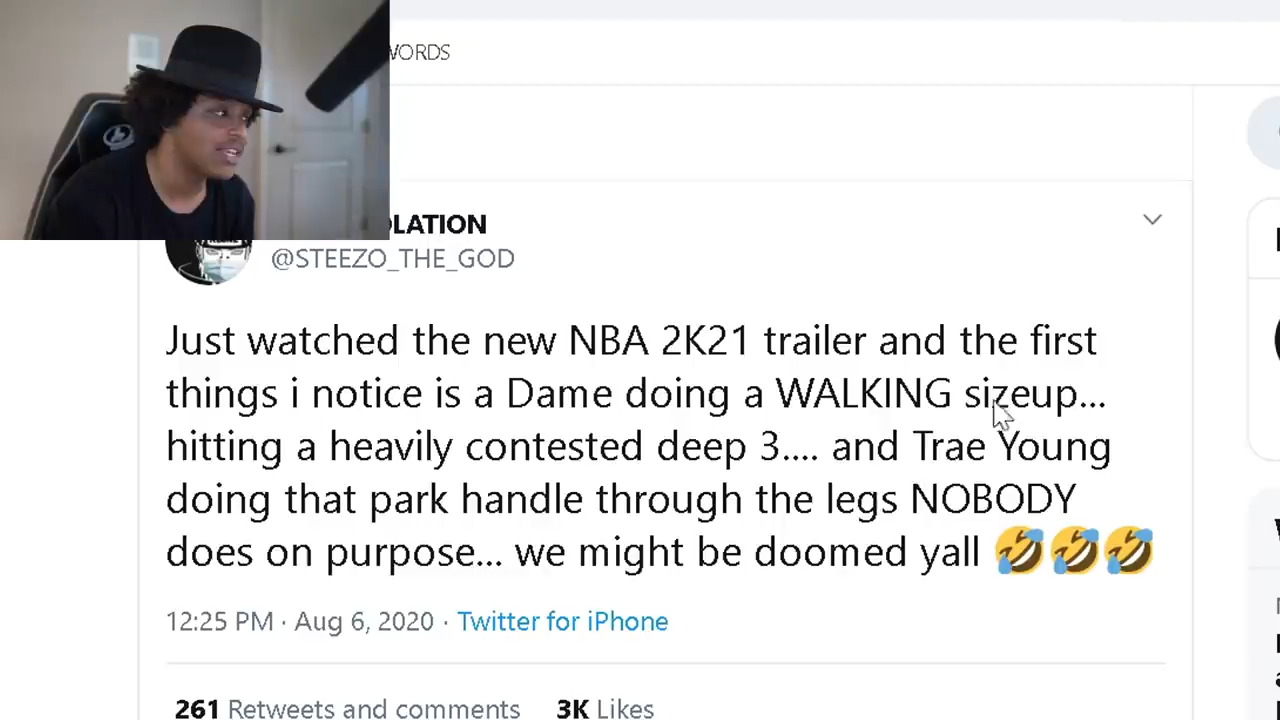 WORDS
OLATION
@STEEZO_THE_GOD
Just watched the new NBA 2K21 trailer and the first
things i notice is a Dame doing a WALKING sizeup...
hitting a heavily contested deep 3.... and Trae Young
doing that park handle through the legs NOBODY
does on purpose... we might be doomed yall 🤣🤣🤣
12:25 PM · Aug 6, 2020 · Twitter for iPhone
261 Retweets and comments 3K Likes